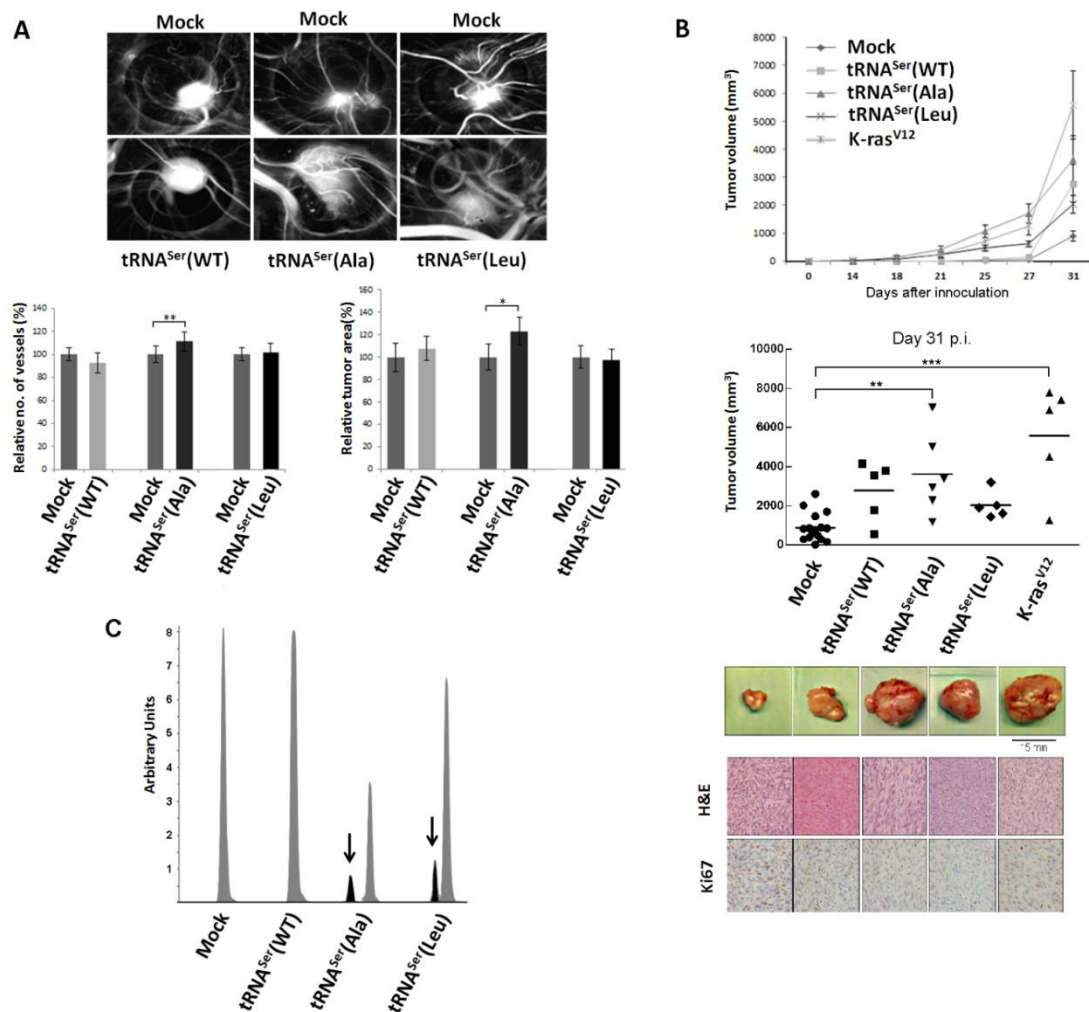 A
Mock
Mock
Mock
tRNASer(WT)
tRNASer(Ala)
tRNASer(Leu)
Relative no. of vessels (%)
140
120
100
80
60
40
20
0
**
Mock
tRNASer(WT)
Mock
tRNASer(Ala)
Mock
tRNASer(Leu)
Relative tumor area(%)
160
140
120
100
80
60
40
20
0
*
Mock
tRNASer(WT)
Mock
tRNASer(Ala)
Mock
tRNASer(Leu)
B
Tumor volume (mm3)
8000
7000
6000
5000
4000
3000
2000
1000
0
Mock
tRNASer(WT)
tRNASer(Ala)
tRNASer(Leu)
K-rasV12
0 14 18 21 25 27 31
Days after innoculation
Day 31 p.i.
Tumor volume (mm3)
10000
8000
6000
4000
2000
0
***
**
Mock
tRNASer(WT)
tRNASer(Ala)
tRNASer(Leu)
K-rasV12
H&E
Ki67
C
Arbitrary Units
8
7
6
5
4
3
2
1
Mock
tRNASer(WT)
tRNASer(Ala)
tRNASer(Leu)